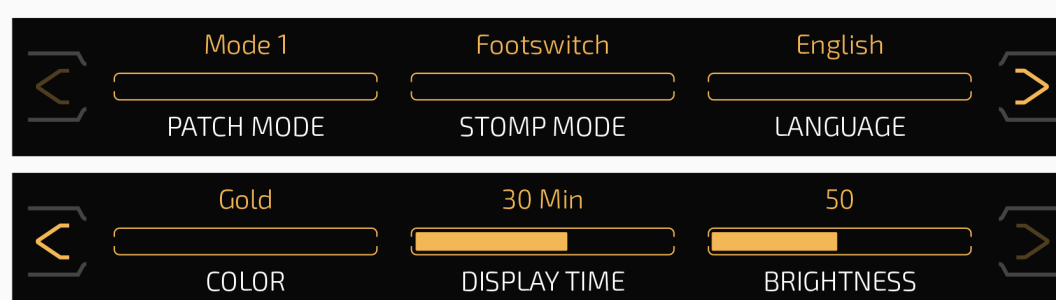 Mode 1 Footswitch English
PATCH MODE STOMP MODE LANGUAGE
Gold 30 Min 50
COLOR DISPLAY TIME BRIGHTNESS